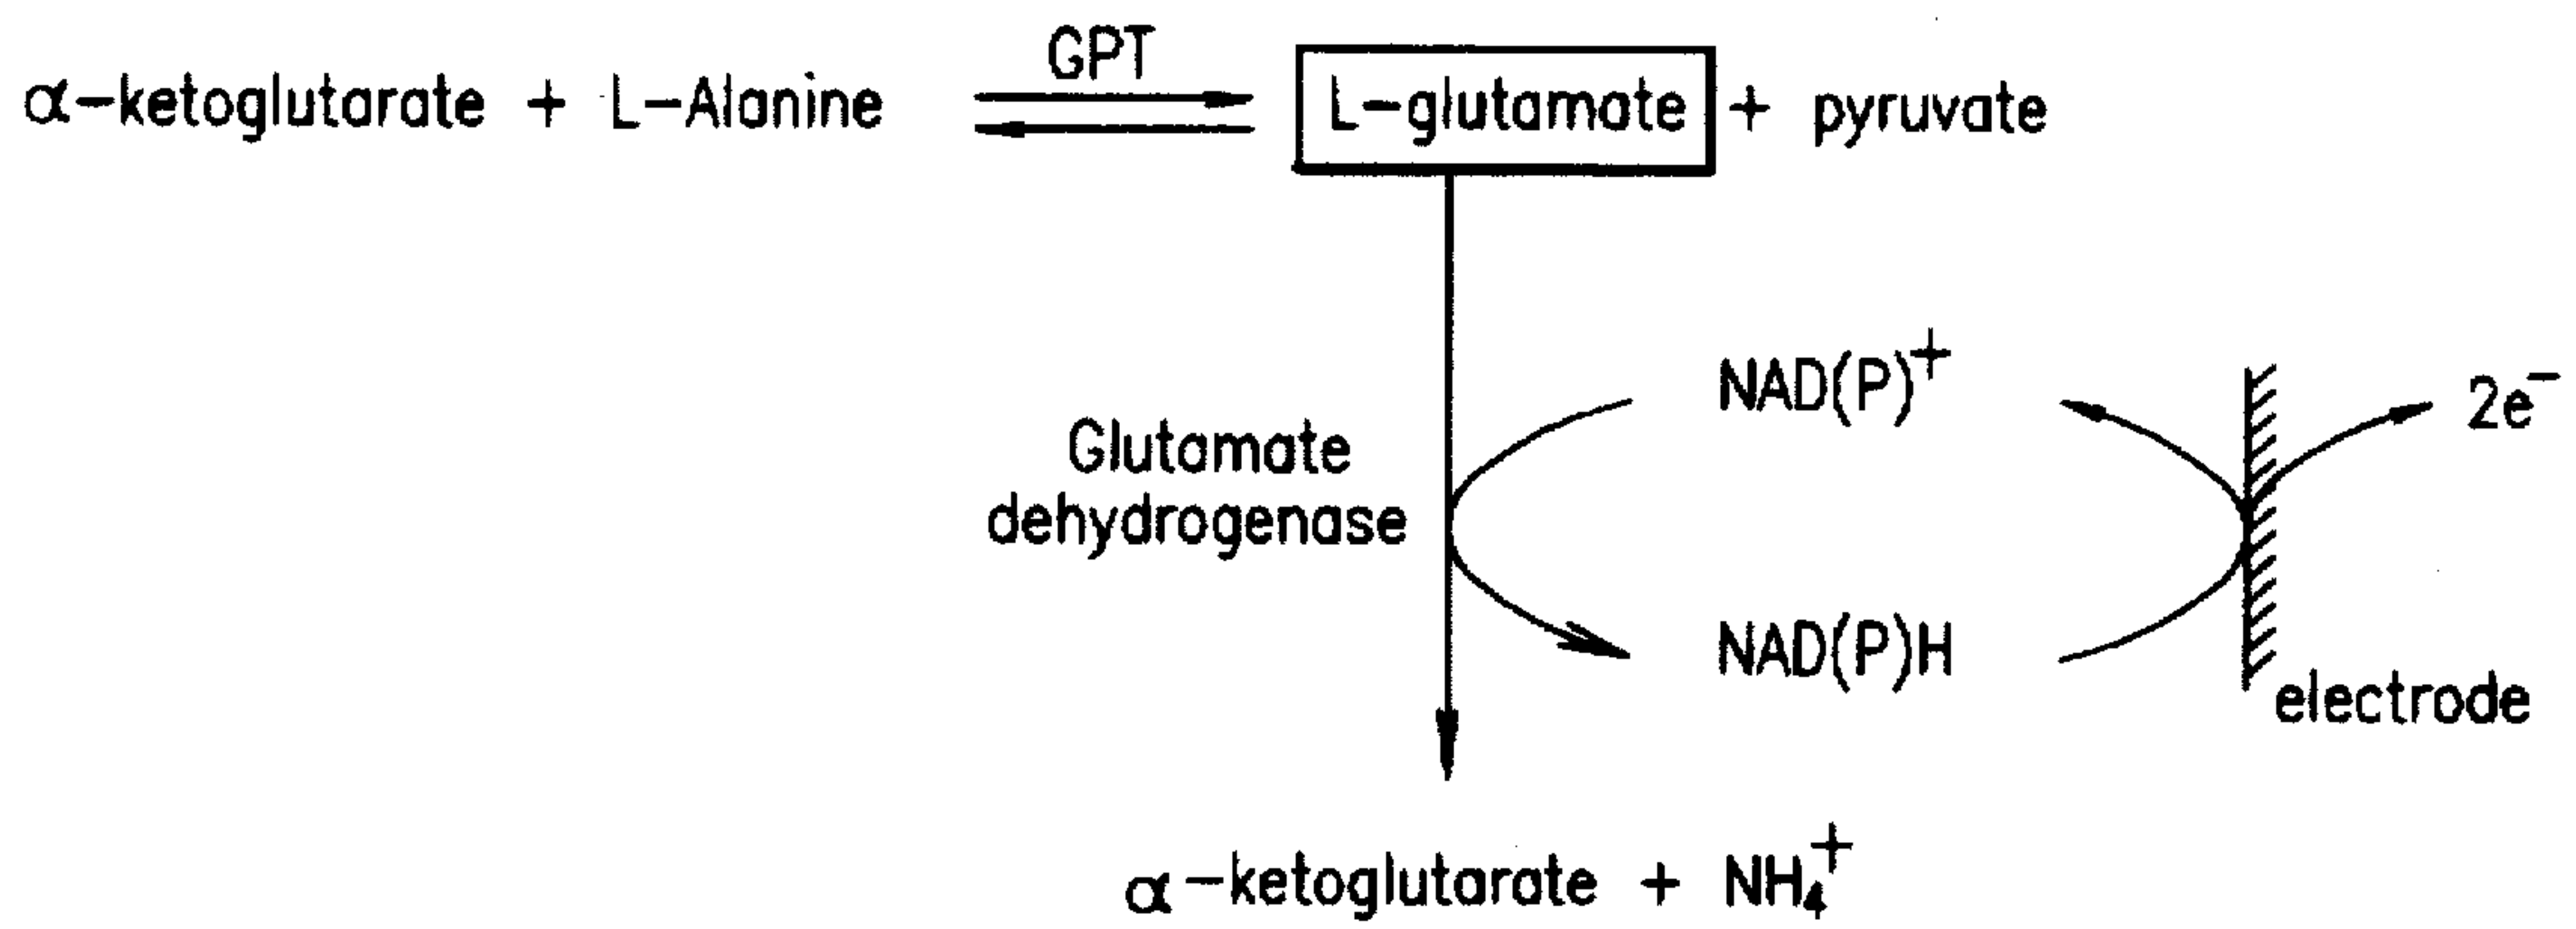 GPT
α-ketoglutarate + L-Alanine L-glutamate + pyruvate
NAD(P)+
2e-
Glutamate
dehydrogenase
NAD(P)H
electrode
α-ketoglutarate + NH4+